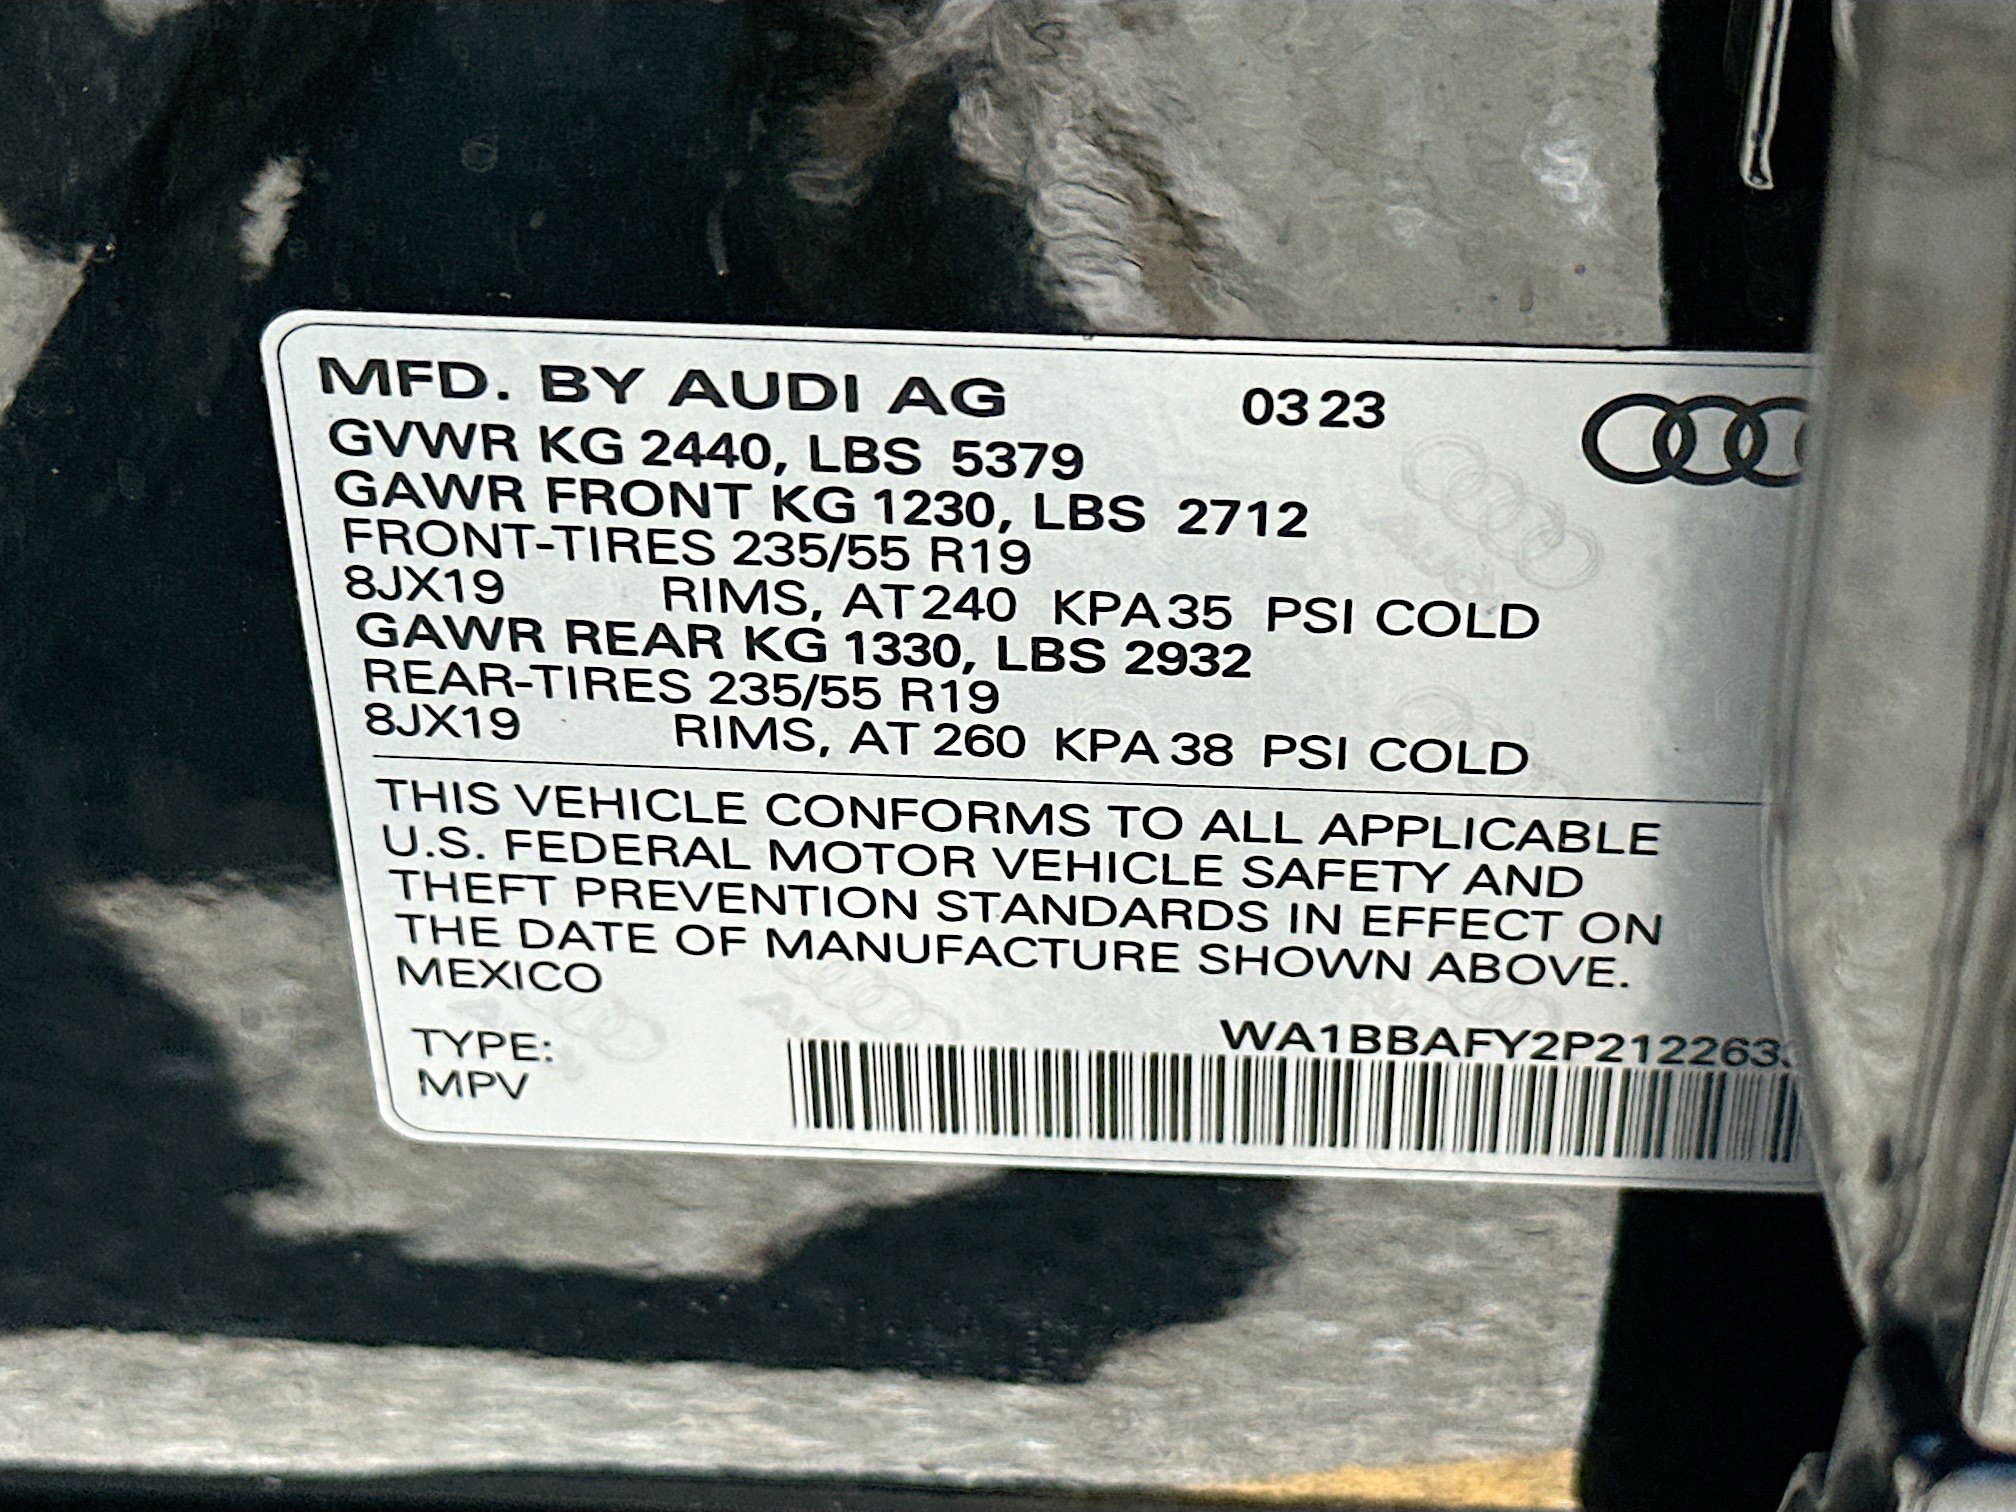 MFD. BY AUDI AG 03 23
GVWR KG 2440, LBS 5379
GAWR FRONT KG 1230, LBS 2712
FRONT-TIRES 235/55 R19
8JX19 RIMS, AT 240 KPA 35 PSI COLD
GAWR REAR KG 1330, LBS 2932
REAR-TIRES 235/55 R19
8JX19 RIMS, AT 260 KPA 38 PSI COLD
THIS VEHICLE CONFORMS TO ALL APPLICABLE
U.S. FEDERAL MOTOR VEHICLE SAFETY AND
THEFT PREVENTION STANDARDS IN EFFECT ON
THE DATE OF MANUFACTURE SHOWN ABOVE.
MEXICO
WA1BBAFY2P212263
TYPE:
MPV